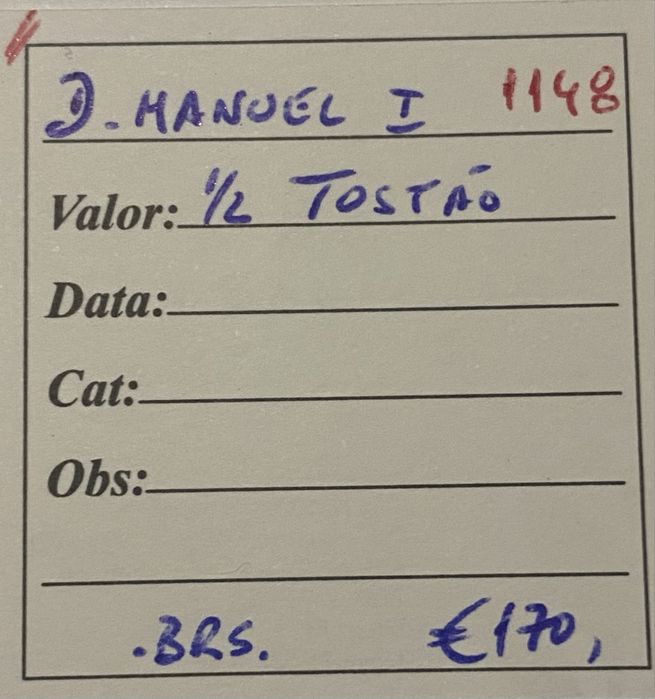 D. MANUEL I 1148
Valor: 1/2 TOSTÃO
Data:
Cat:
Obs:
.BRS. €170,